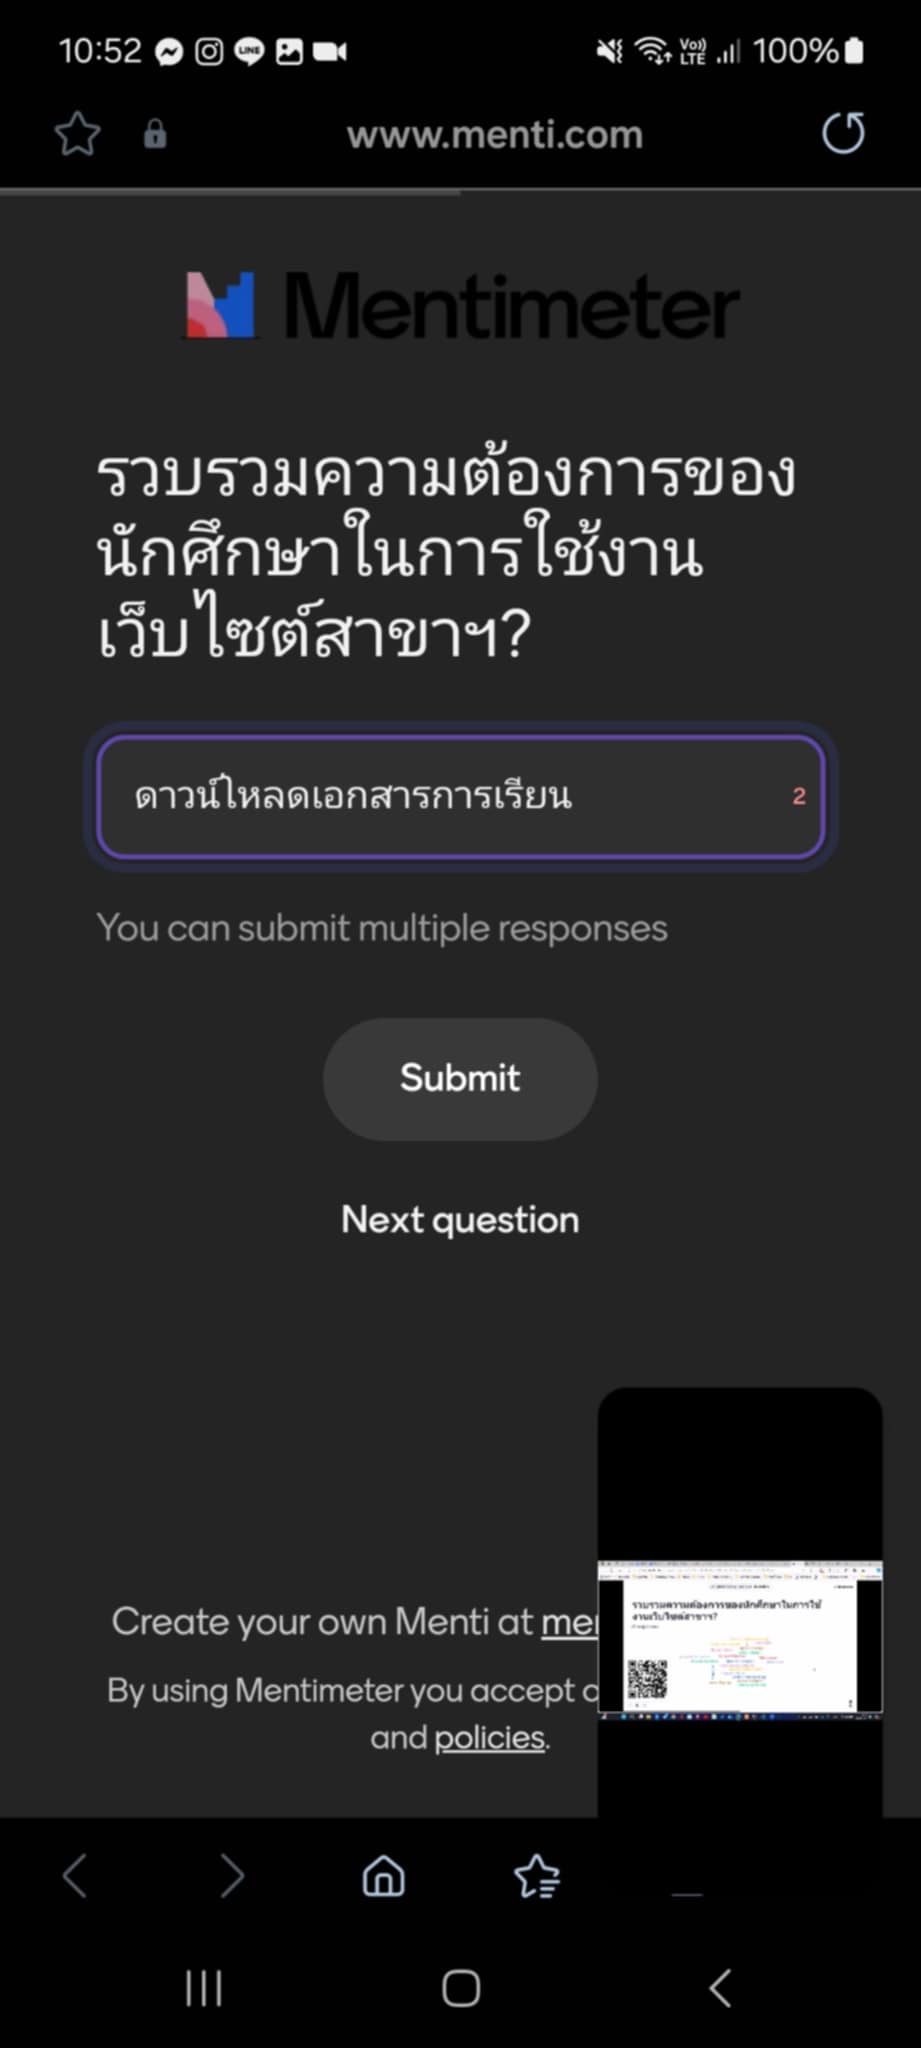 10:52
LINE
Vo)) LTE
100%
www.menti.com
Mentimeter
รวบรวมความต้องการของ
นักศึกษาในการใช้งาน
เว็บไซต์สาขาฯ?
ดาวน์ไหลดเอกสารการเรียน
2
You can submit multiple responses
Submit
Next question
Create your own Menti at
By using Mentimeter you accept
and policies.
รวบรวมความต้องการของนักศึกษาในการใช้
งานเว็บไซต์สาขาฯ?